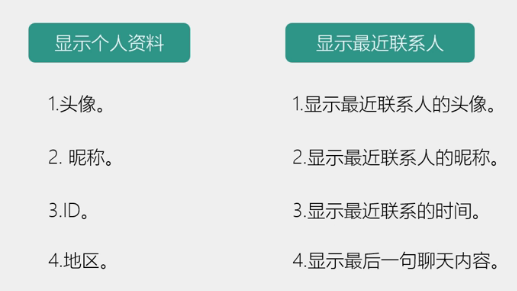 显示个人资料
1.头像。
2. 昵称。
3.ID。
4.地区。
显示最近联系人
1.显示最近联系人的头像。
2.显示最近联系人的昵称。
3.显示最近联系的时间。
4.显示最后一句聊天内容。